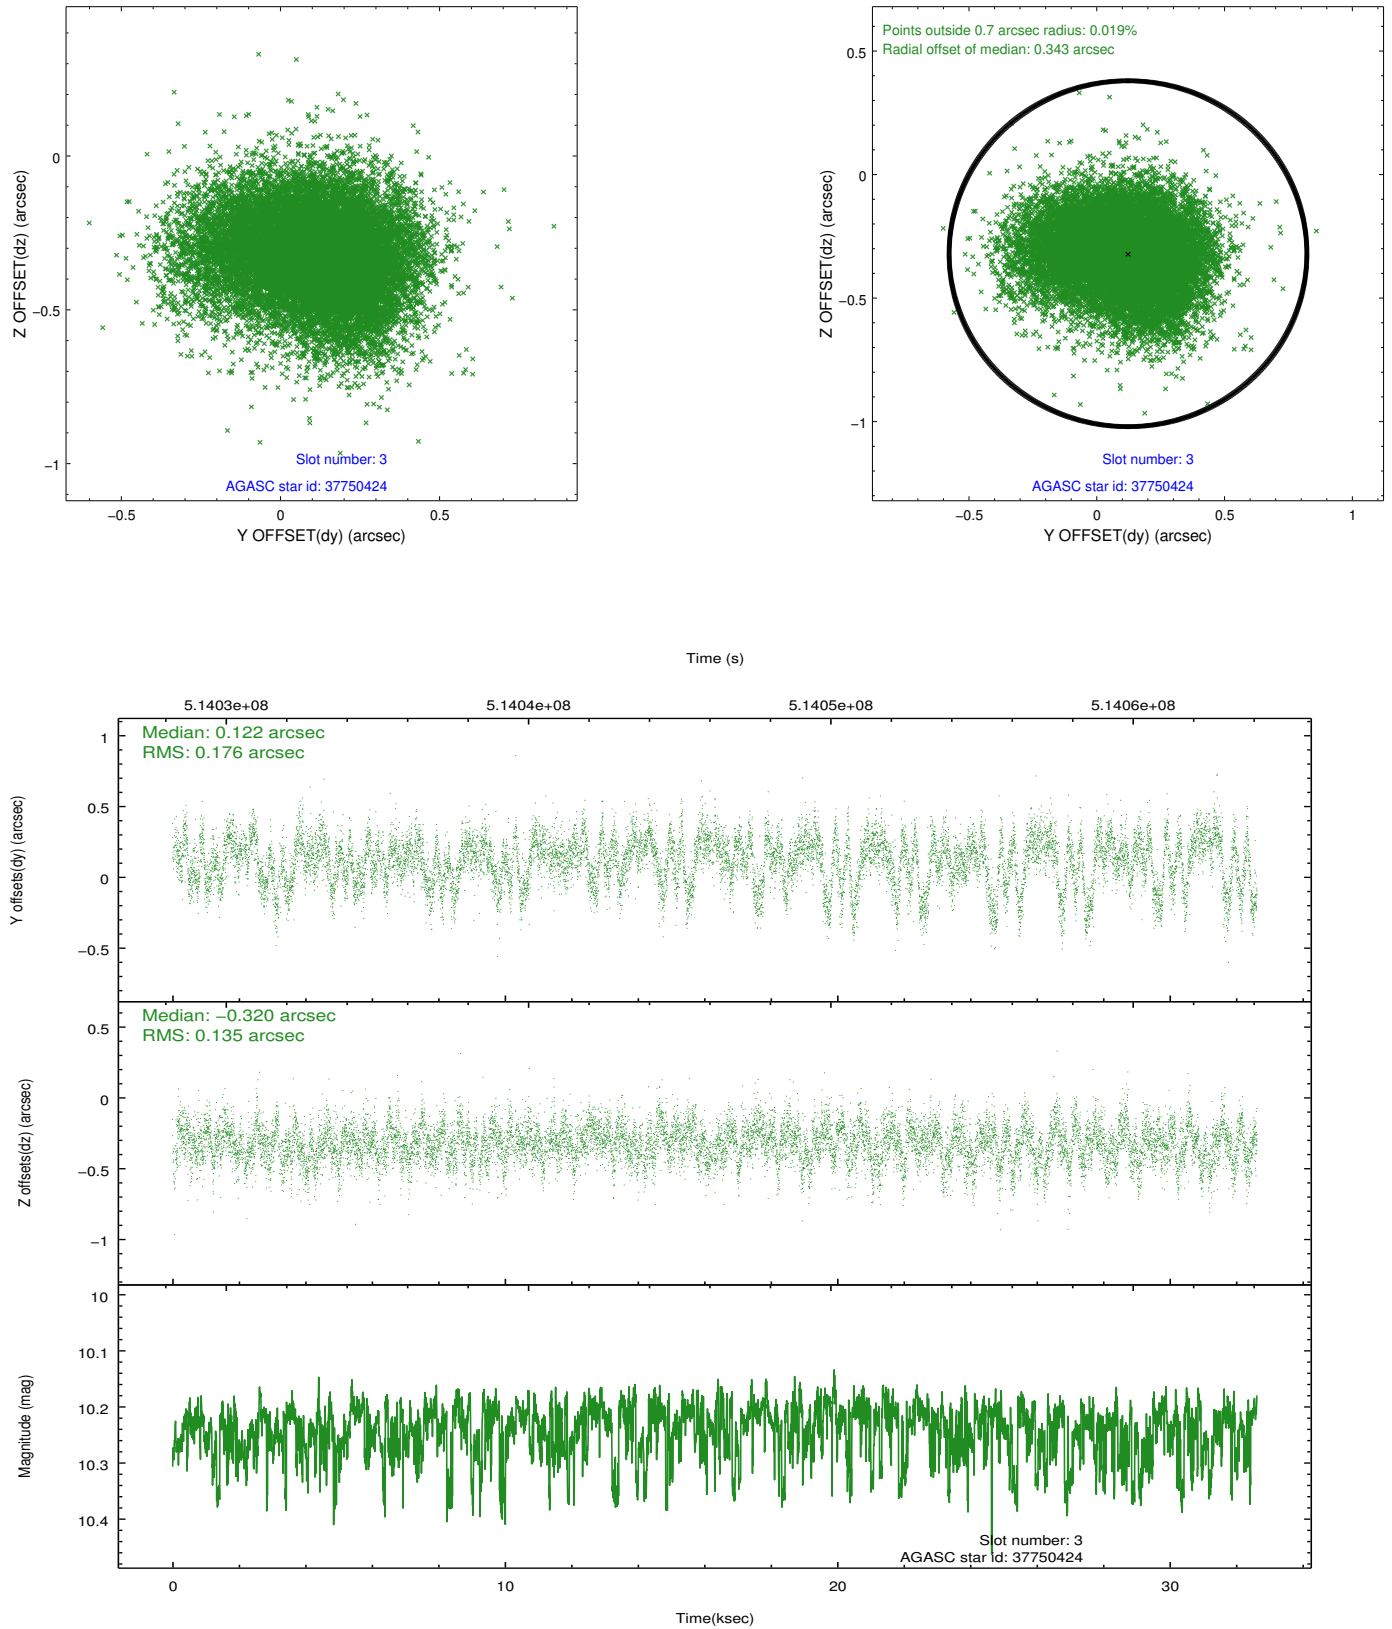 Points outside 0.7 arcsec radius: 0.019%
Radial offset of median: 0.343 arcsec
0
−0.5
−1
Z OFFSET(dz) (arcsec)
Slot number: 3
AGASC star id: 37750424
−0.5
0
0.5
Y OFFSET(dy) (arcsec)
0.5
0
−0.5
−1
Z OFFSET(dz) (arcsec)
Slot number: 3
AGASC star id: 37750424
−0.5
0
0.5
1
Y OFFSET(dy) (arcsec)
Time (s)
5.1403e+08
5.1404e+08
5.1405e+08
5.1406e+08
Median: 0.122 arcsec
RMS: 0.176 arcsec
1
0.5
0
−0.5
Y offsets(dy) (arcsec)
Median: −0.320 arcsec
RMS: 0.135 arcsec
0.5
0
−0.5
−1
Z offsets(dz) (arcsec)
10
10.1
10.2
10.3
10.4
Magnitude (mag)
Slot number: 3
AGASC star id: 37750424
0
10
20
30
Time(ksec)